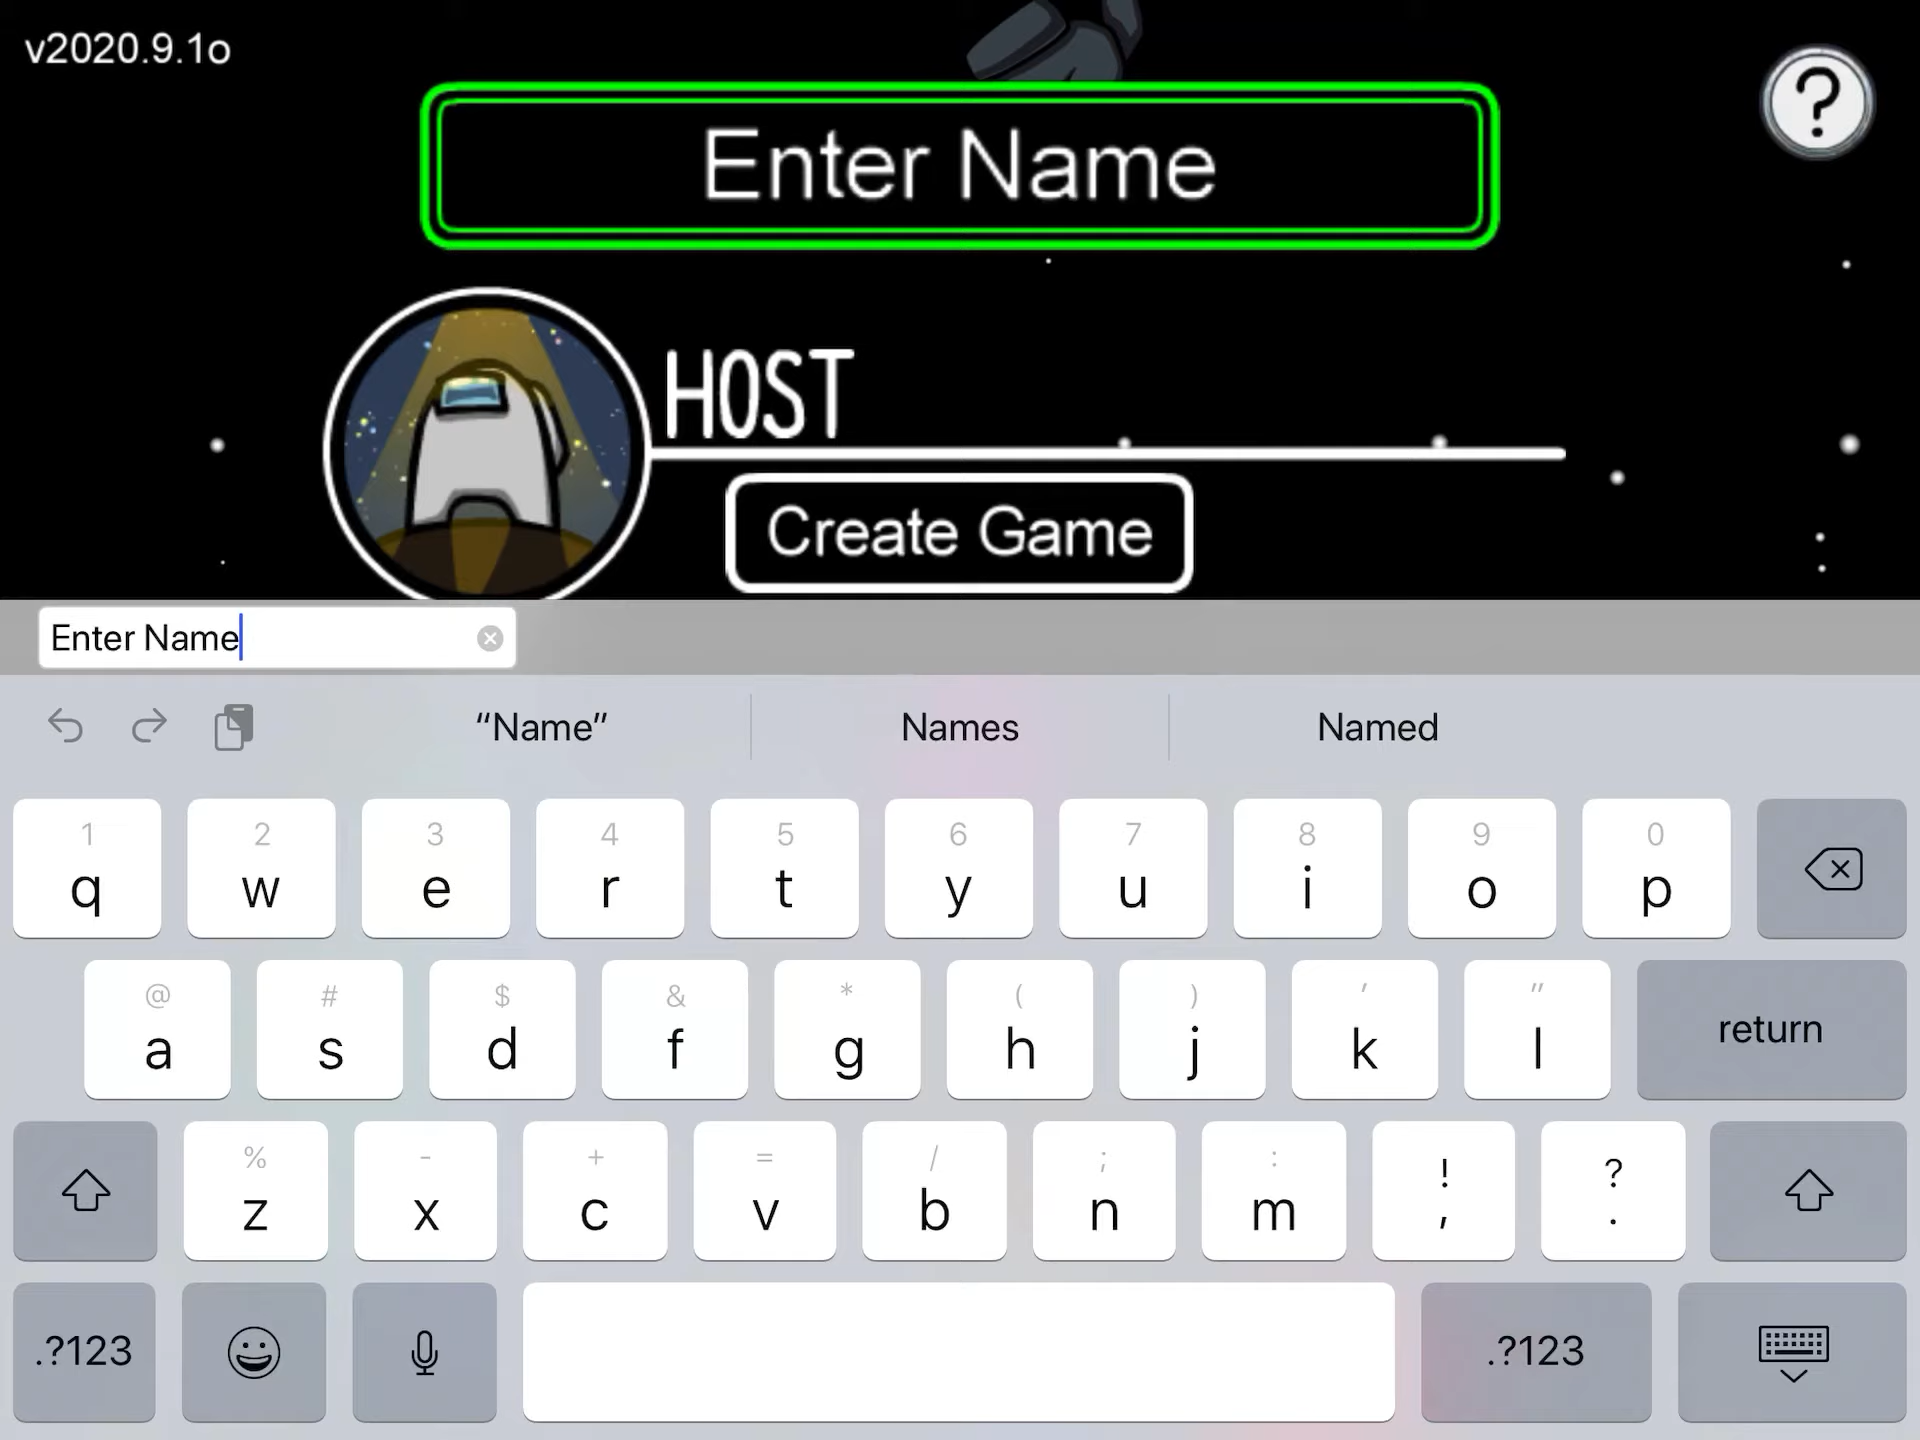 v2020.9.1o
Enter Name
?
HOST
Create Game
Enter Name
“Name” Names Named
1 2 3 4 5 6 7 8 9 0
q w e r t y u i o p
@ # $ & * ( ) ' "
a s d f g h j k l return
% - + = / ; : ! ?
z x c v b n m , .
.?123 .?123